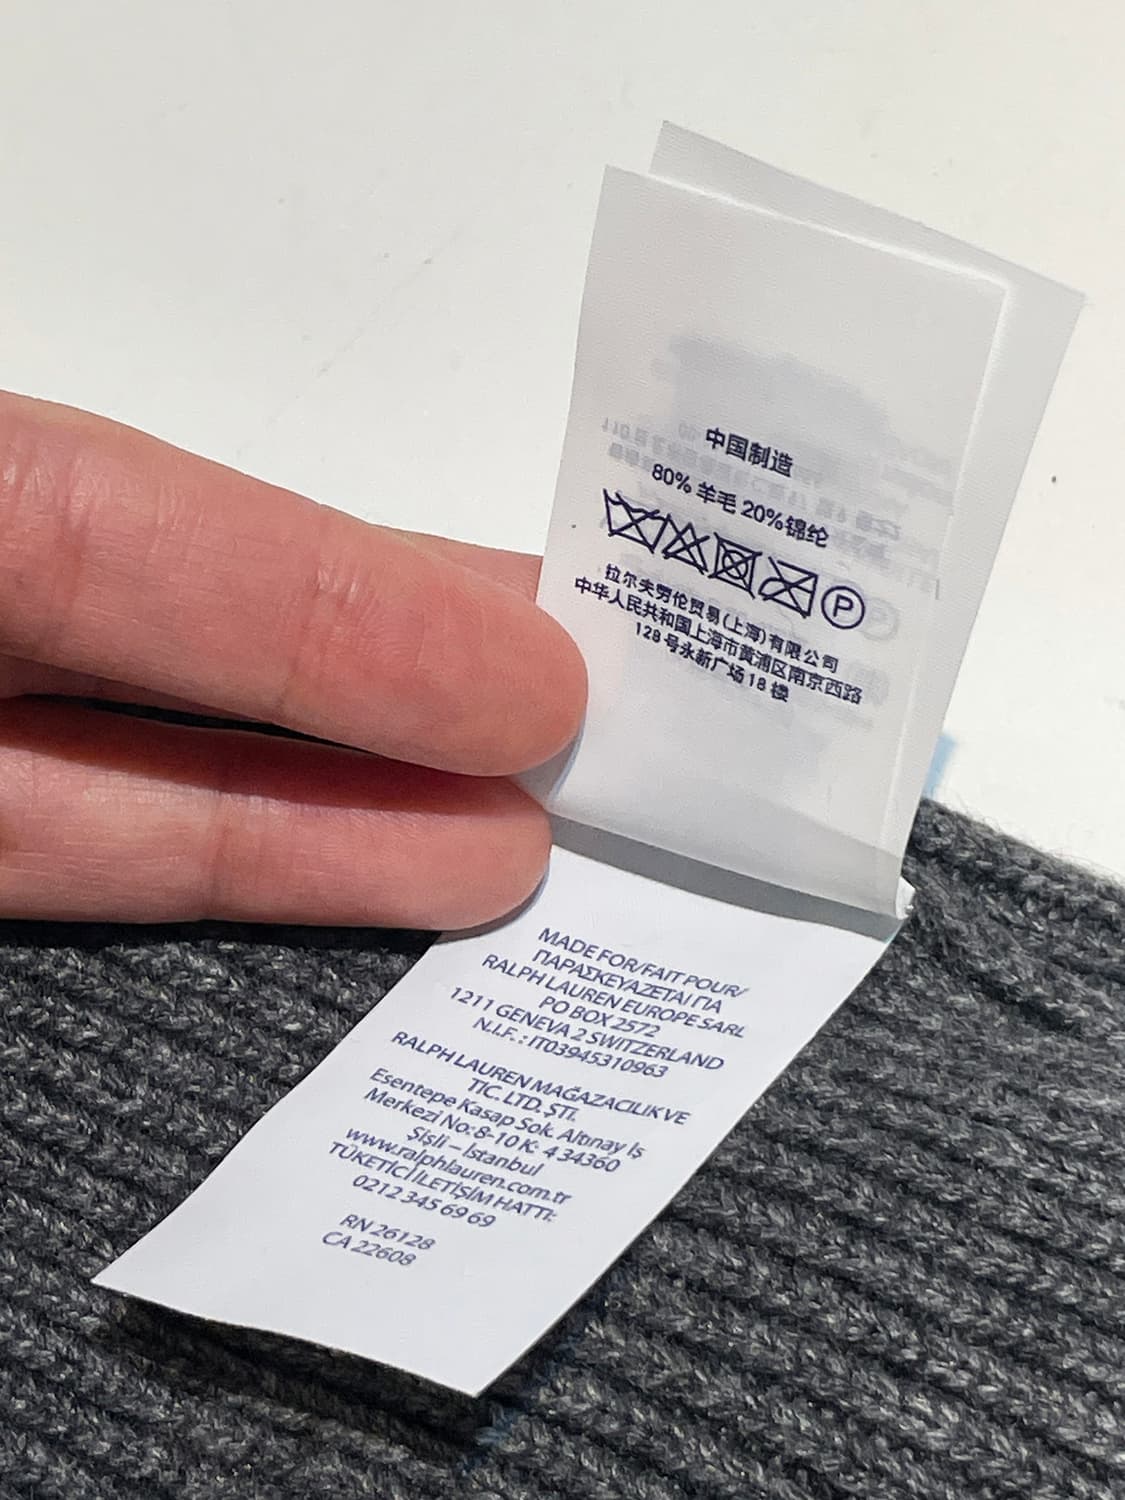 中国制造
80% 羊毛 20%锦纶
P
拉尔夫劳伦贸易(上海)有限公司
中华人民共和国上海市黄浦区南京西路
128 号永新广场 18 楼
MADE FOR/FAIT POUR/
ΠΑΡΑΣΚΕΥΑΖΕΤΑΙ ΓΙΑ
RALPH LAUREN EUROPE SARL
PO BOX 2572
1211 GENEVA 2 SWITZERLAND
N.I.F. : IT03945310963
RALPH LAUREN MAĞAZACILIK VE
TİC. LTD. ŞTİ.
Esentepe Kasap Sok. Altınay İş
Merkezi No: 8-10 K: 4 34360
Şişli – İstanbul
www.ralphlauren.com.tr
TÜKETİCİ İLETİŞİM HATTI:
0212 345 69 69
RN 26128
CA 22608